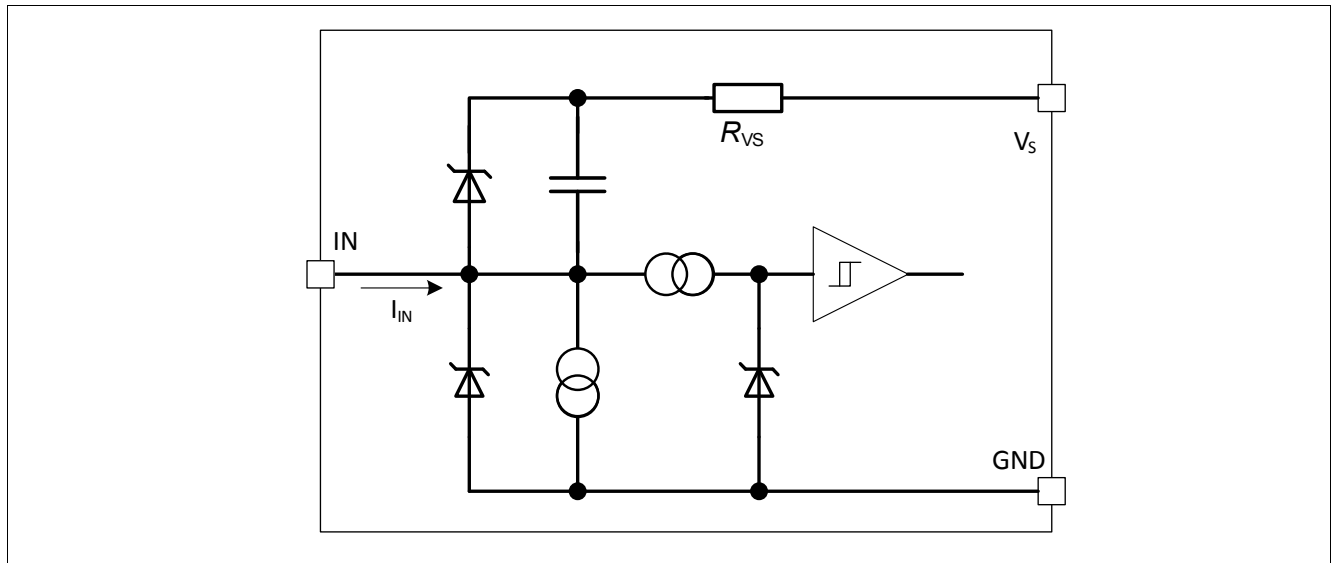 R_VS
V_S
IN
I_IN
GND